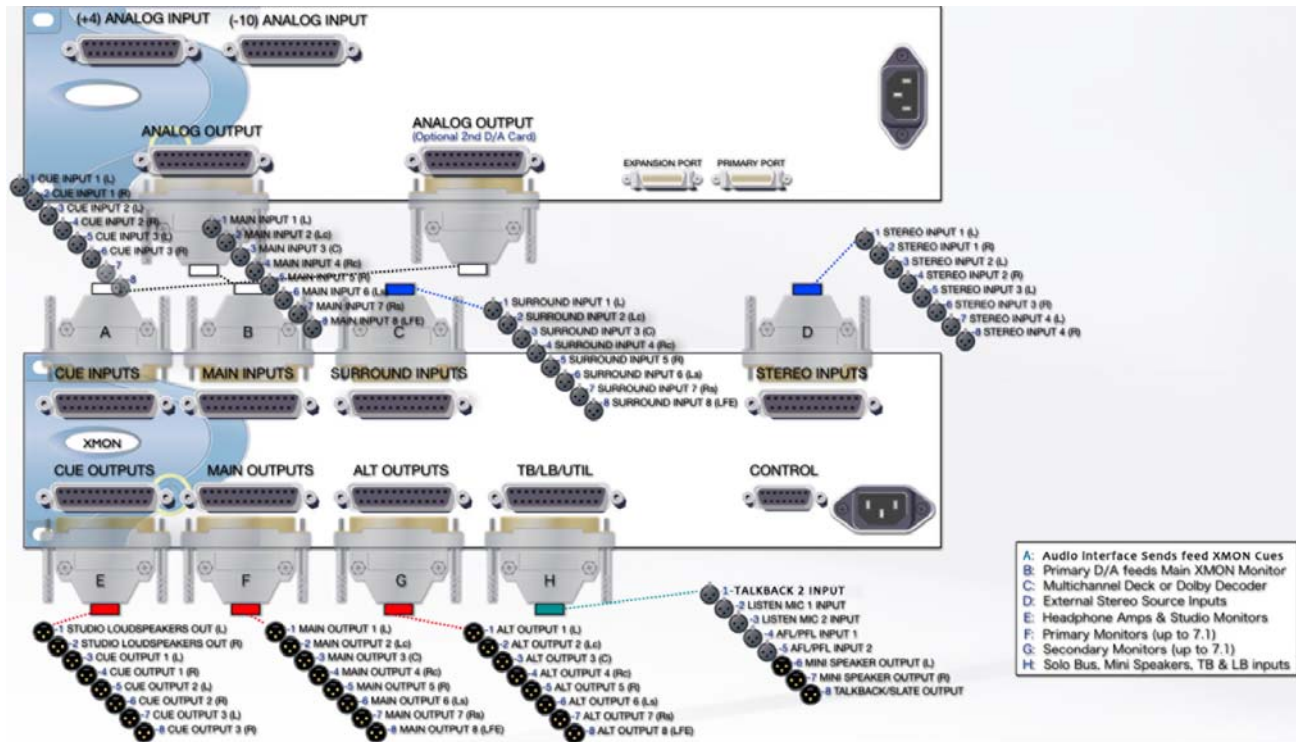 (+4) ANALOG INPUT
(-10) ANALOG INPUT
ANALOG OUTPUT
ANALOG OUTPUT
(Optional 2nd D/A Card)
EXPANSION PORT
PRIMARY PORT
1 CUE INPUT 1 (L)
2 CUE INPUT 1 (R)
3 CUE INPUT 2 (L)
4 CUE INPUT 2 (R)
5 CUE INPUT 3 (L)
6 CUE INPUT 3 (R)
7
8
1 MAIN INPUT 1 (L)
2 MAIN INPUT 2 (Lc)
3 MAIN INPUT 3 (C)
4 MAIN INPUT 4 (Rc)
5 MAIN INPUT 5 (R)
6 MAIN INPUT 6 (Ls)
7 MAIN INPUT 7 (Rs)
8 MAIN INPUT 8 (LFE)
1 SURROUND INPUT 1 (L)
2 SURROUND INPUT 2 (Lc)
3 SURROUND INPUT 3 (C)
4 SURROUND INPUT 4 (Rc)
5 SURROUND INPUT 5 (R)
6 SURROUND INPUT 6 (Ls)
7 SURROUND INPUT 7 (Rs)
8 SURROUND INPUT 8 (LFE)
1 STEREO INPUT 1 (L)
2 STEREO INPUT 1 (R)
3 STEREO INPUT 2 (L)
4 STEREO INPUT 2 (R)
5 STEREO INPUT 3 (L)
6 STEREO INPUT 3 (R)
7 STEREO INPUT 4 (L)
8 STEREO INPUT 4 (R)
A
B
C
D
CUE INPUTS
MAIN INPUTS
SURROUND INPUTS
STEREO INPUTS
XMON
CUE OUTPUTS
MAIN OUTPUTS
ALT OUTPUTS
TB/LB/UTIL
CONTROL
E
F
G
H
1 STUDIO LOUDSPEAKERS OUT (L)
2 STUDIO LOUDSPEAKERS OUT (R)
3 CUE OUTPUT 1 (L)
4 CUE OUTPUT 1 (R)
5 CUE OUTPUT 2 (L)
6 CUE OUTPUT 2 (R)
7 CUE OUTPUT 3 (L)
8 CUE OUTPUT 3 (R)
1 MAIN OUTPUT 1 (L)
2 MAIN OUTPUT 2 (Lc)
3 MAIN OUTPUT 3 (C)
4 MAIN OUTPUT 4 (Rc)
5 MAIN OUTPUT 5 (R)
6 MAIN OUTPUT 6 (Ls)
7 MAIN OUTPUT 7 (Rs)
8 MAIN OUTPUT 8 (LFE)
1 ALT OUTPUT 1 (L)
2 ALT OUTPUT 2 (Lc)
3 ALT OUTPUT 3 (C)
4 ALT OUTPUT 4 (Rc)
5 ALT OUTPUT 5 (R)
6 ALT OUTPUT 6 (Ls)
7 ALT OUTPUT 7 (Rs)
8 ALT OUTPUT 8 (LFE)
1-TALKBACK 2 INPUT
2 LISTEN MIC 1 INPUT
3 LISTEN MIC 2 INPUT
4 AFL/PFL INPUT 1
5 AFL/PFL INPUT 2
6 MINI SPEAKER OUTPUT (L)
7 MINI SPEAKER OUTPUT (R)
8 TALKBACK/SLATE OUTPUT
A: Audio Interface Sends feed XMON Cues
B: Primary D/A feeds Main XMON Monitor
C: Multichannel Deck or Dolby Decoder
D: External Stereo Source Inputs
E: Headphone Amps & Studio Monitors
F: Primary Monitors (up to 7.1)
G: Secondary Monitors (up to 7.1)
H: Solo Bus, Mini Speakers, TB & LB inputs